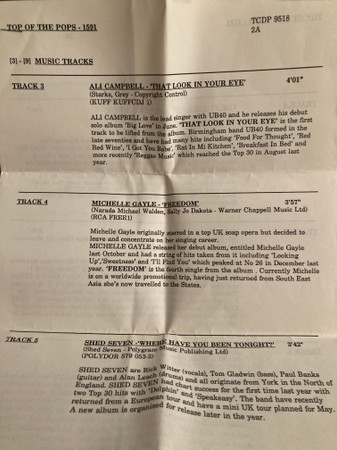 TOP OF THE POPS - 1591
TCDP 9518
2A
[3] - [9] MUSIC TRACKS
TRACK 3
ALI CAMPBELL - 'THAT LOOK IN YOUR EYE'
4'01"
(Starks, Grey - Copyright Control)
(KUFF KUFFCDJ 1)
ALI CAMPBELL is the lead singer with UB40 and he releases his debut
solo album 'Big Love' in June. 'THAT LOOK IN YOUR EYE' is the first
track to be lifted from the album. Birmingham band UB40 formed in the
late seventies and have had many hits including 'Food For Thought', 'Red
Red Wine', 'I Got You Babe', 'Rat In Mi Kitchen', 'Breakfast In Bed' and
more recently 'Reggae Music' which reached the Top 30 in August last
year.
TRACK 4
MICHELLE GAYLE - 'FREEDOM'
3'57"
(Narada Michael Walden, Sally Jo Dakota - Warner Chappell Music Ltd)
(RCA FREE1)
Michelle Gayle originally starred in a top UK soap opera but decided to
leave and concentrate on her singing career.
MICHELLE GAYLE released her debut album, entitled Michelle Gayle
last October and had a string of hits taken from it including 'Looking
Up', 'Sweetness' and 'I'll Find You' which peaked at No 26 in December last
year. 'FREEDOM' is the fourth single from the album . Currently Michelle
is on a worldwide promotional trip, having just returned from South East
Asia she's now travelled to the States.
TRACK 5
SHED SEVEN -'WHERE HAVE YOU BEEN TONIGHT?'
3'42"
(Shed Seven - Polygram Music Publishing Ltd)
(POLYDOR 579 053-2)
SHED SEVEN are Rick Witter (vocals), Tom Gladwin (bass), Paul Banks
(guitar) and Alan Leach (drums) and all originate from York in the North of
England. SHED SEVEN had chart success for the first time last year with
two Top 30 hits with 'Dolphin' and 'Speakeasy'. The band have recently
returned from a European tour and have a mini UK tour planned for May.
A new album is organised for release later in the year.